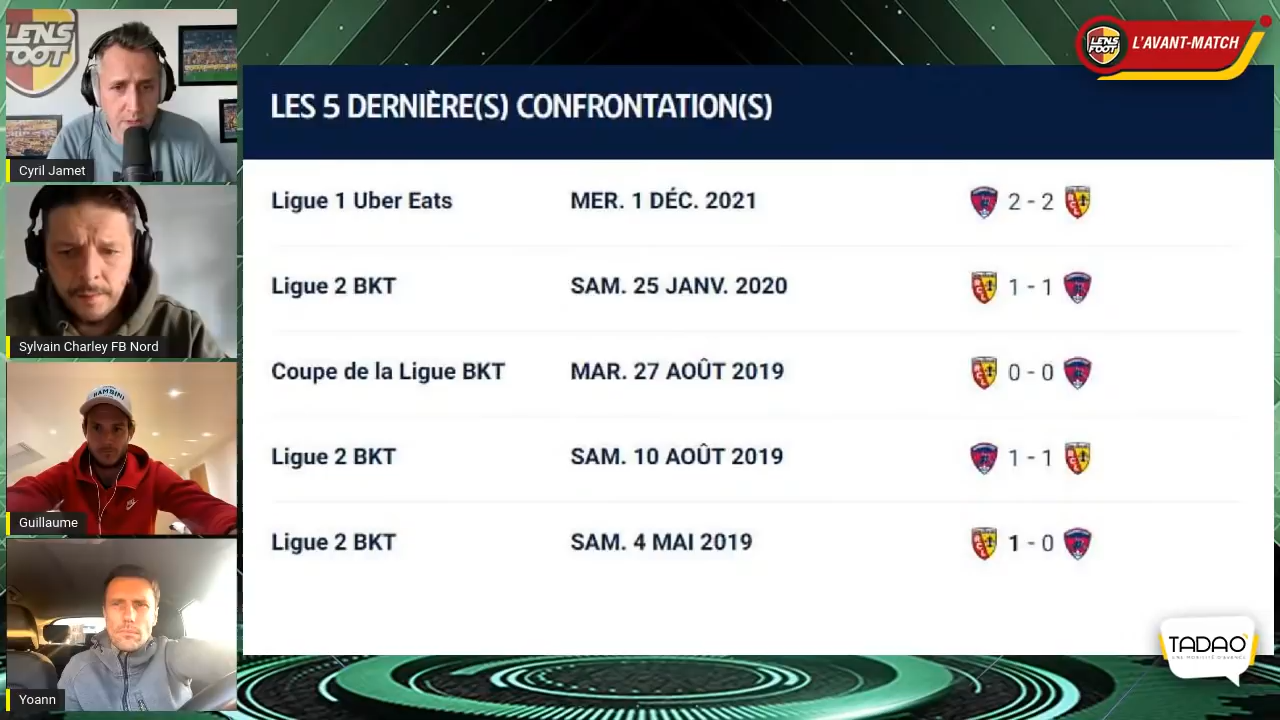 LENS
FOOT
Cyril Jamet
Sylvain Charley FB Nord
BAMBINI
Guillaume
Yoann
LENS
FOOT
L'AVANT-MATCH
LES 5 DERNIÈRE(S) CONFRONTATION(S)
Ligue 1 Uber Eats MER. 1 DÉC. 2021 2 - 2
Ligue 2 BKT SAM. 25 JANV. 2020 1 - 1
Coupe de la Ligue BKT MAR. 27 AOÛT 2019 0 - 0
Ligue 2 BKT SAM. 10 AOÛT 2019 1 - 1
Ligue 2 BKT SAM. 4 MAI 2019 1 - 0
TADAO